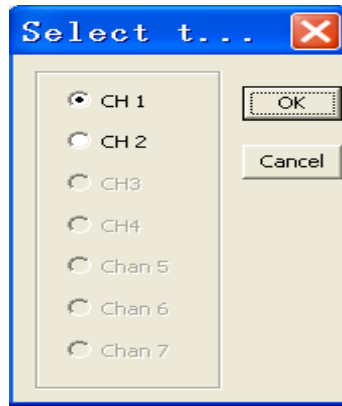 Select t...
CH 1
OK
CH 2
Cancel
CH3
CH4
Chan 5
Chan 6
Chan 7